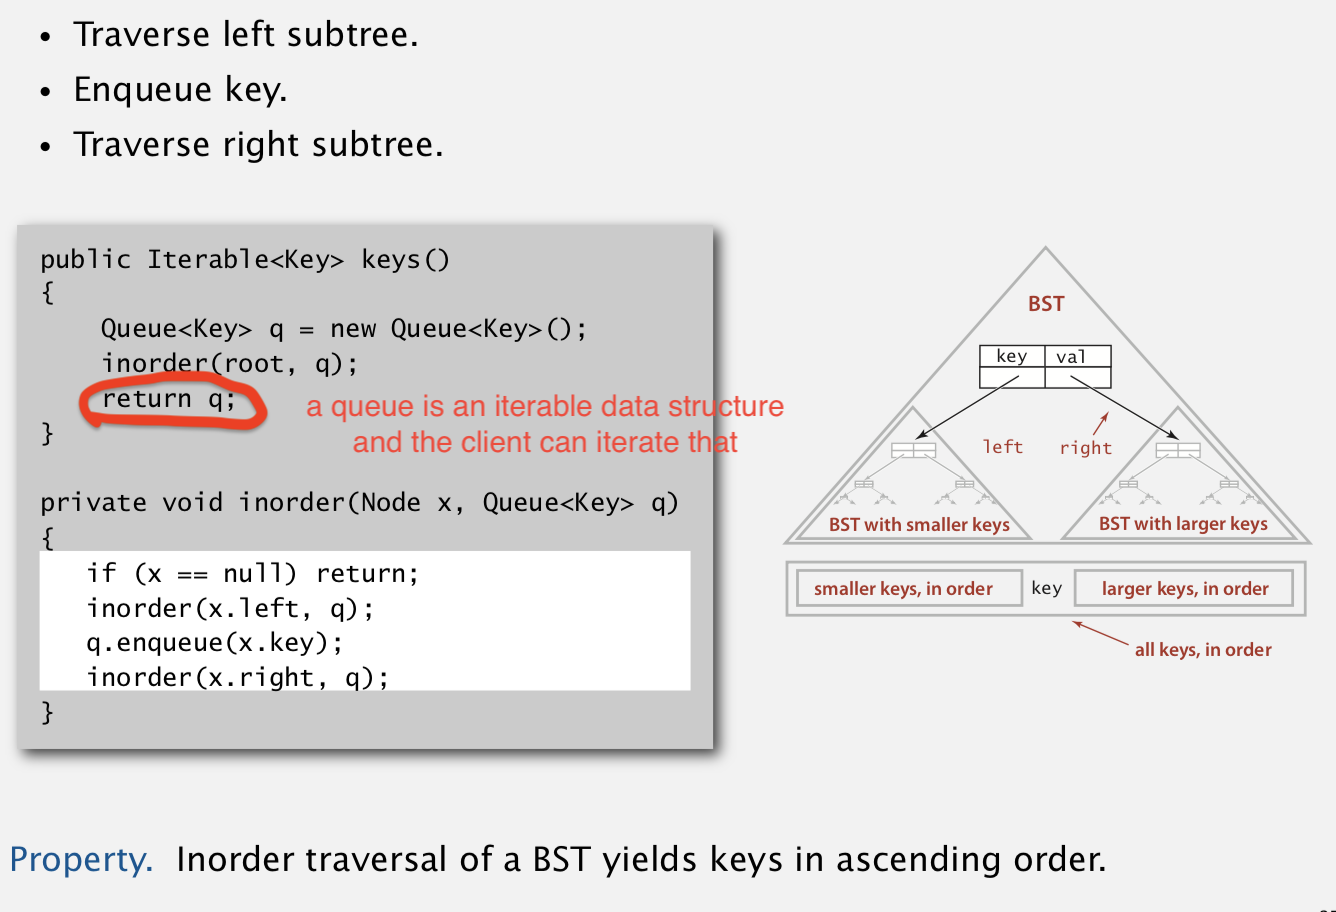 • Traverse left subtree.
• Enqueue key.
• Traverse right subtree.
public Iterable<Key> keys()
{
    Queue<Key> q = new Queue<Key>();
    inorder(root, q);
    return q;
}
a queue is an iterable data structure
and the client can iterate that
private void inorder(Node x, Queue<Key> q)
{
   if (x == null) return;
   inorder(x.left, q);
   q.enqueue(x.key);
   inorder(x.right, q);
}
BST
key val
left right
BST with smaller keys BST with larger keys
smaller keys, in order key larger keys, in order
all keys, in order
Property. Inorder traversal of a BST yields keys in ascending order.